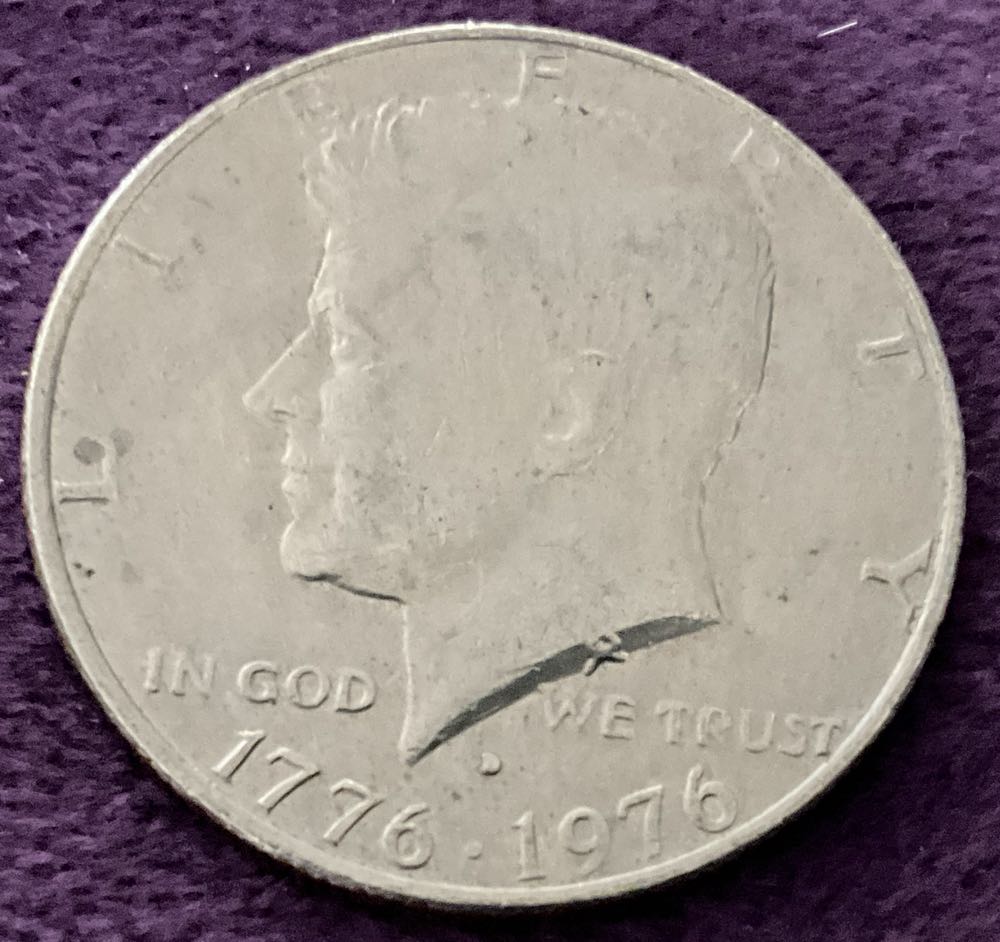 LIBERTY
IN GOD WE TRUST
1776 · 1976